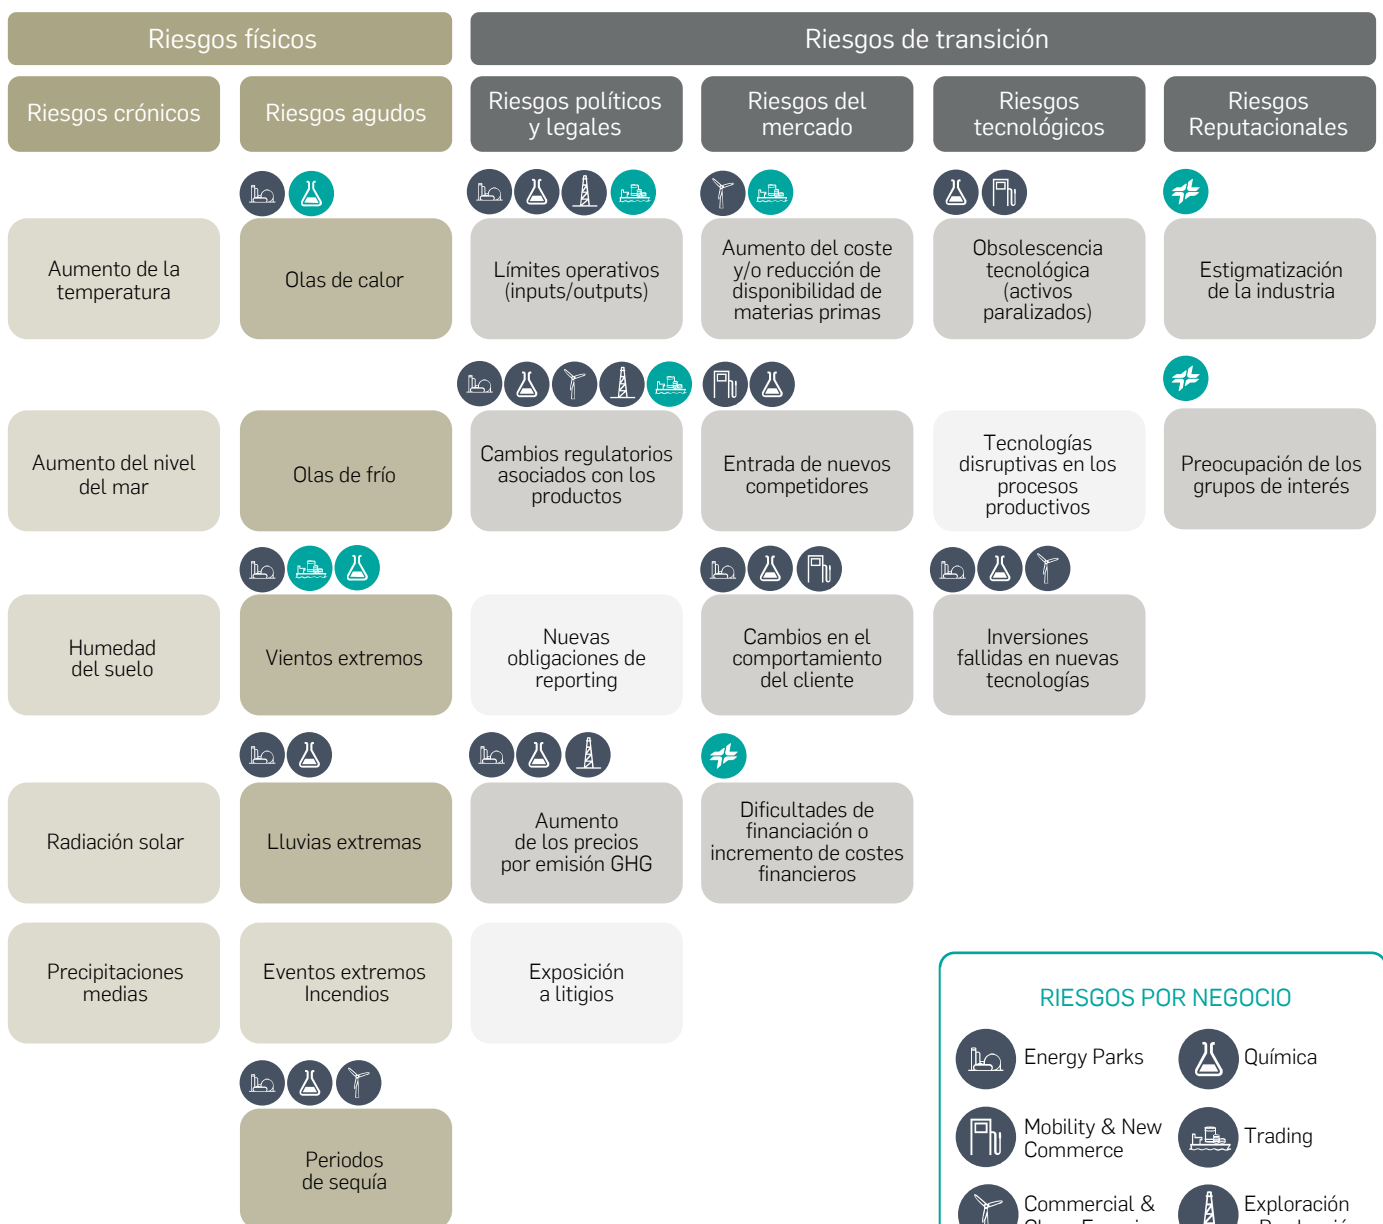 Riesgos físicos
Riesgos de transición
Riesgos crónicos
Riesgos agudos
Riesgos políticos
y legales
Riesgos del
mercado
Riesgos
tecnológicos
Riesgos
Reputacionales
Aumento de la
temperatura
Olas de calor
Límites operativos
(inputs/outputs)
Aumento del coste
y/o reducción de
disponibilidad de
materias primas
Obsolescencia
tecnológica
(activos
paralizados)
Estigmatización
de la industria
Aumento del nivel
del mar
Olas de frío
Cambios regulatorios
asociados con los
productos
Entrada de nuevos
competidores
Tecnologías
disruptivas en los
procesos
productivos
Preocupación de los
grupos de interés
Humedad
del suelo
Vientos extremos
Nuevas
obligaciones de
reporting
Cambios en el
comportamiento
del cliente
Inversiones
fallidas en nuevas
tecnologías
Radiación solar
Lluvias extremas
Aumento
de los precios
por emisión GHG
Dificultades de
financiación o
incremento de costes
financieros
Precipitaciones
medias
Eventos extremos
Incendios
Exposición
a litigios
Periodos
de sequía
RIESGOS POR NEGOCIO
Energy Parks
Química
Mobility & New
Commerce
Trading
Commercial &
Exploración